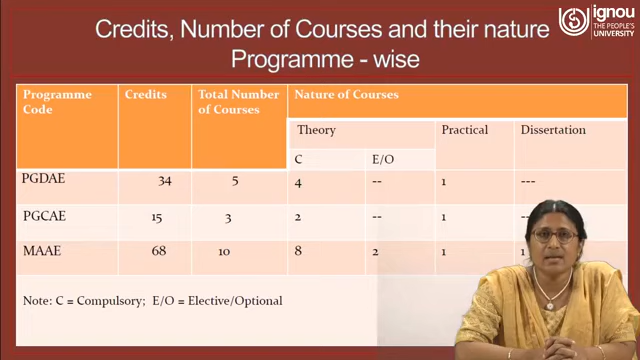 Credits, Number of Courses and their nature
Programme - wise
ignou
THE PEOPLE'S
UNIVERSITY
Programme Code Credits Total Number of Courses Nature of Courses
Theory Practical Dissertation
C E/O
PGDAE 34 5 4 -- 1 ---
PGCAE 15 3 2 -- 1 --
MAAE 68 10 8 2 1 1
Note: C = Compulsory; E/O = Elective/Optional